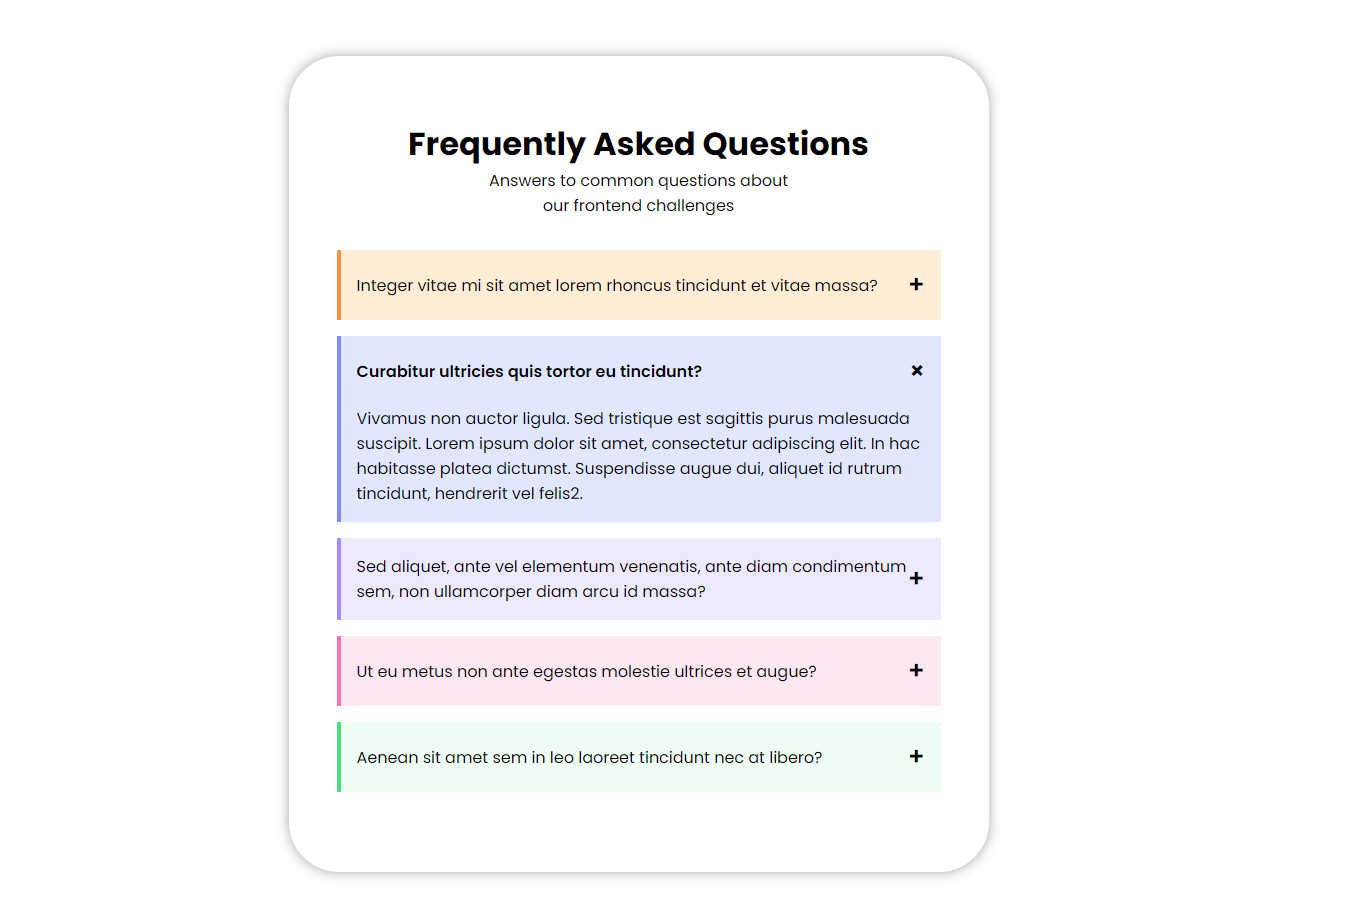 Frequently Asked Questions
Answers to common questions about
our frontend challenges
Integer vitae mi sit amet lorem rhoncus tincidunt et vitae massa? +
Curabitur ultricies quis tortor eu tincidunt? ×
Vivamus non auctor ligula. Sed tristique est sagittis purus malesuada
suscipit. Lorem ipsum dolor sit amet, consectetur adipiscing elit. In hac
habitasse platea dictumst. Suspendisse augue dui, aliquet id rutrum
tincidunt, hendrerit vel felis2.
Sed aliquet, ante vel elementum venenatis, ante diam condimentum +
sem, non ullamcorper diam arcu id massa?
Ut eu metus non ante egestas molestie ultrices et augue? +
Aenean sit amet sem in leo laoreet tincidunt nec at libero? +